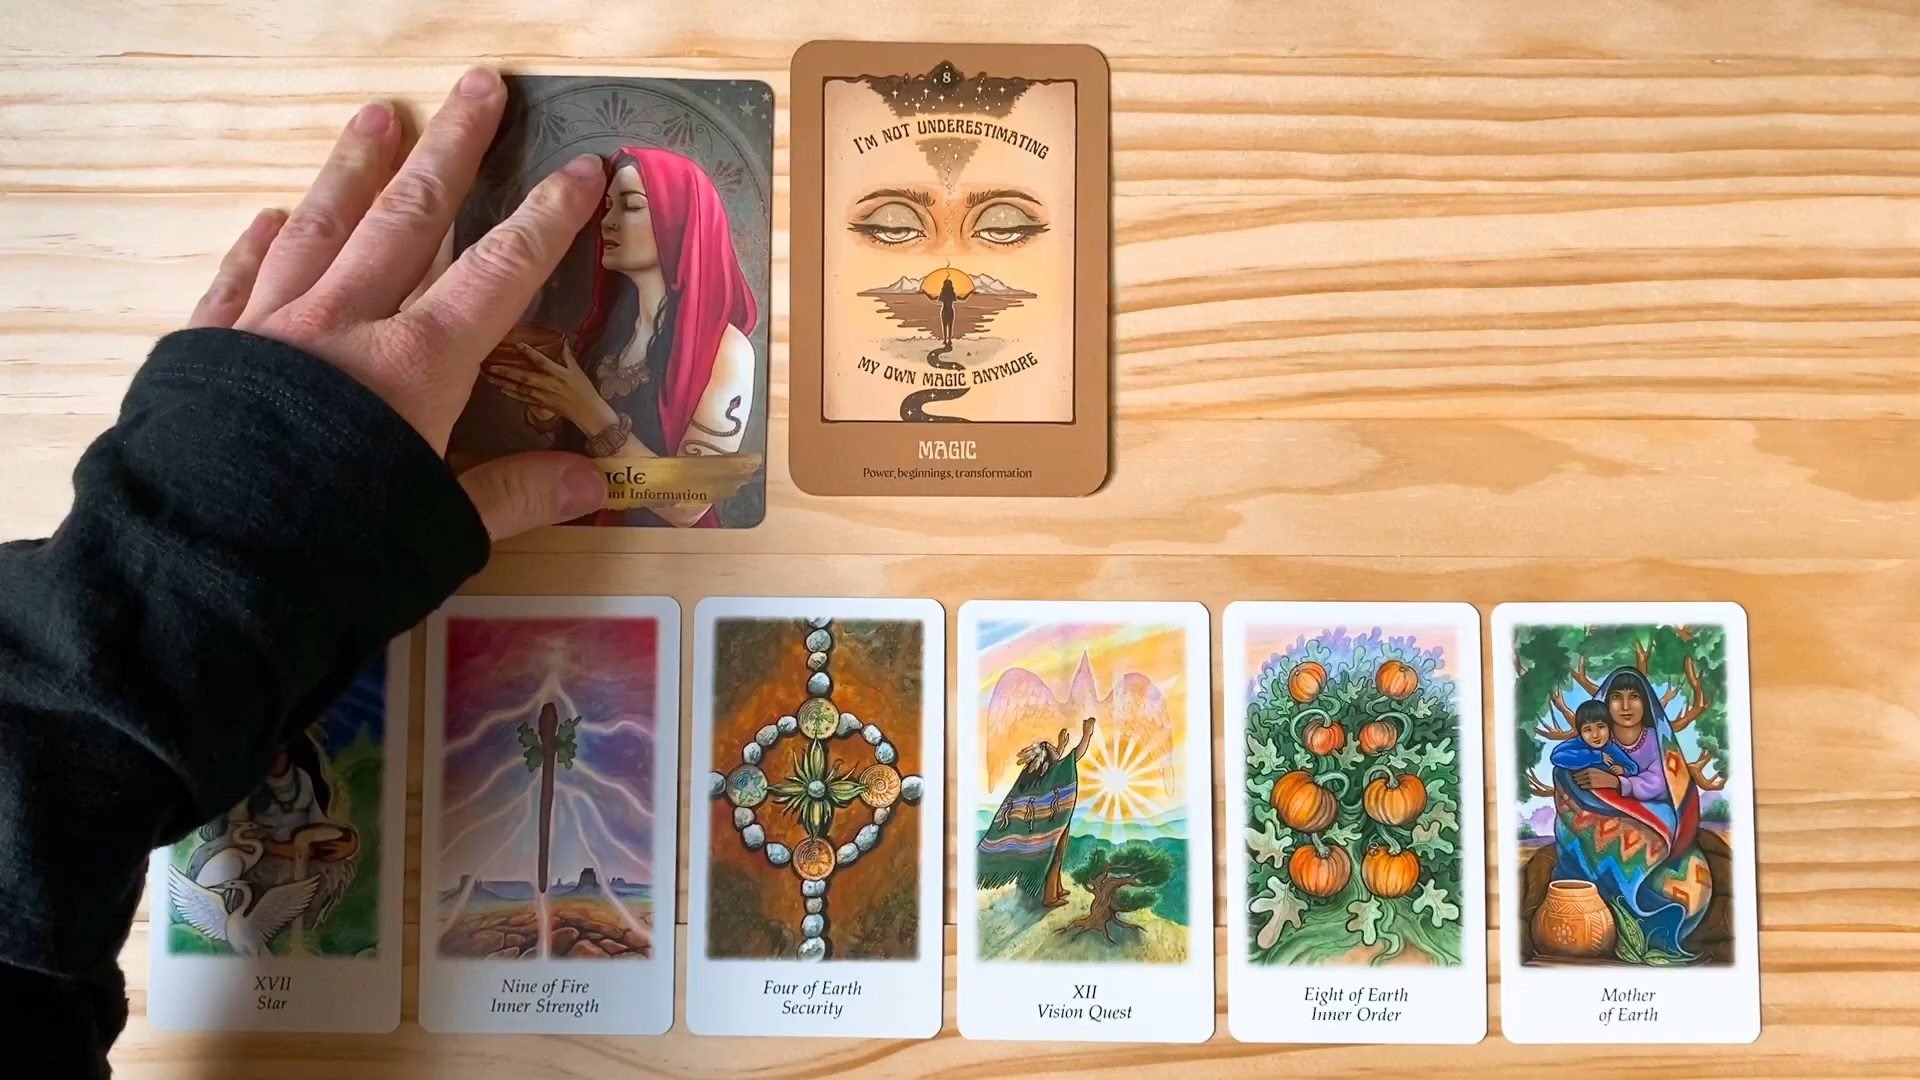 8
I'M NOT UNDERESTIMATING
MY OWN MAGIC ANYMORE
MAGIC
Power, beginnings, transformation
Information
XVII
Star
Nine of Fire
Inner Strength
Four of Earth
Security
XII
Vision Quest
Eight of Earth
Inner Order
Mother
of Earth